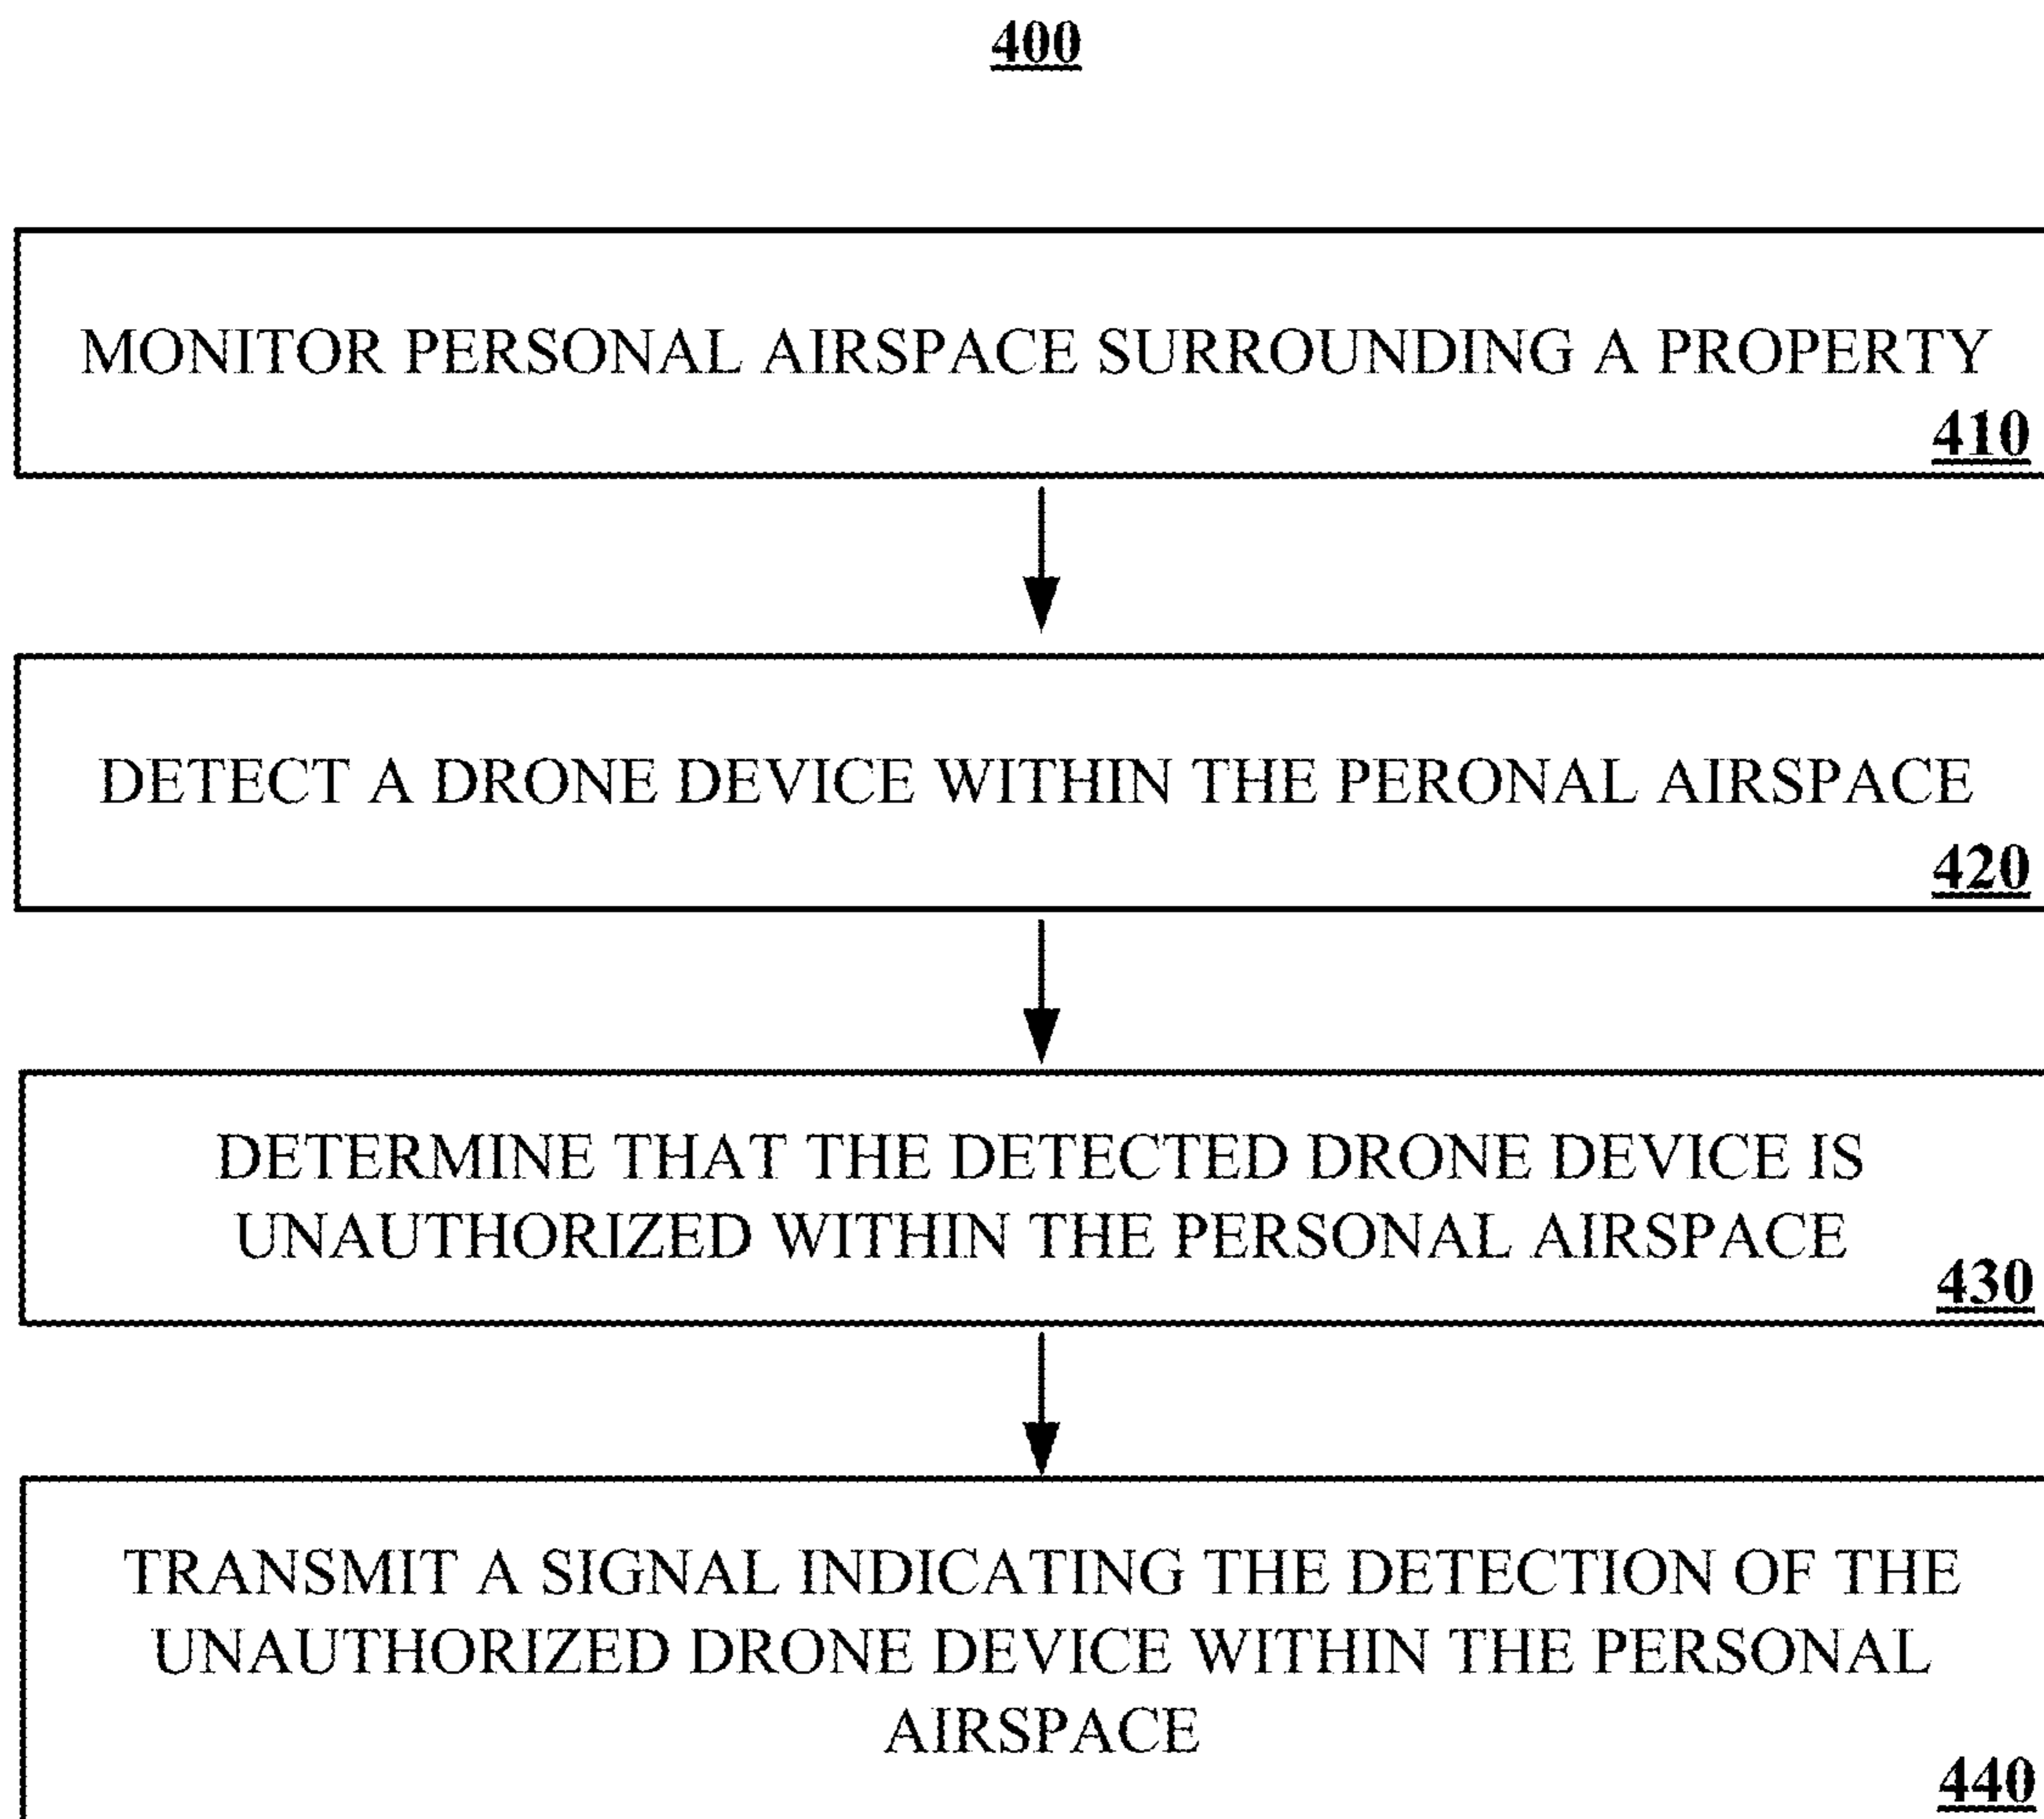 400
MONITOR PERSONAL AIRSPACE SURROUNDING A PROPERTY
410
DETECT A DRONE DEVICE WITHIN THE PERONAL AIRSPACE
420
DETERMINE THAT THE DETECTED DRONE DEVICE IS
UNAUTHORIZED WITHIN THE PERSONAL AIRSPACE
430
TRANSMIT A SIGNAL INDICATING THE DETECTION OF THE
UNAUTHORIZED DRONE DEVICE WITHIN THE PERSONAL
AIRSPACE
440